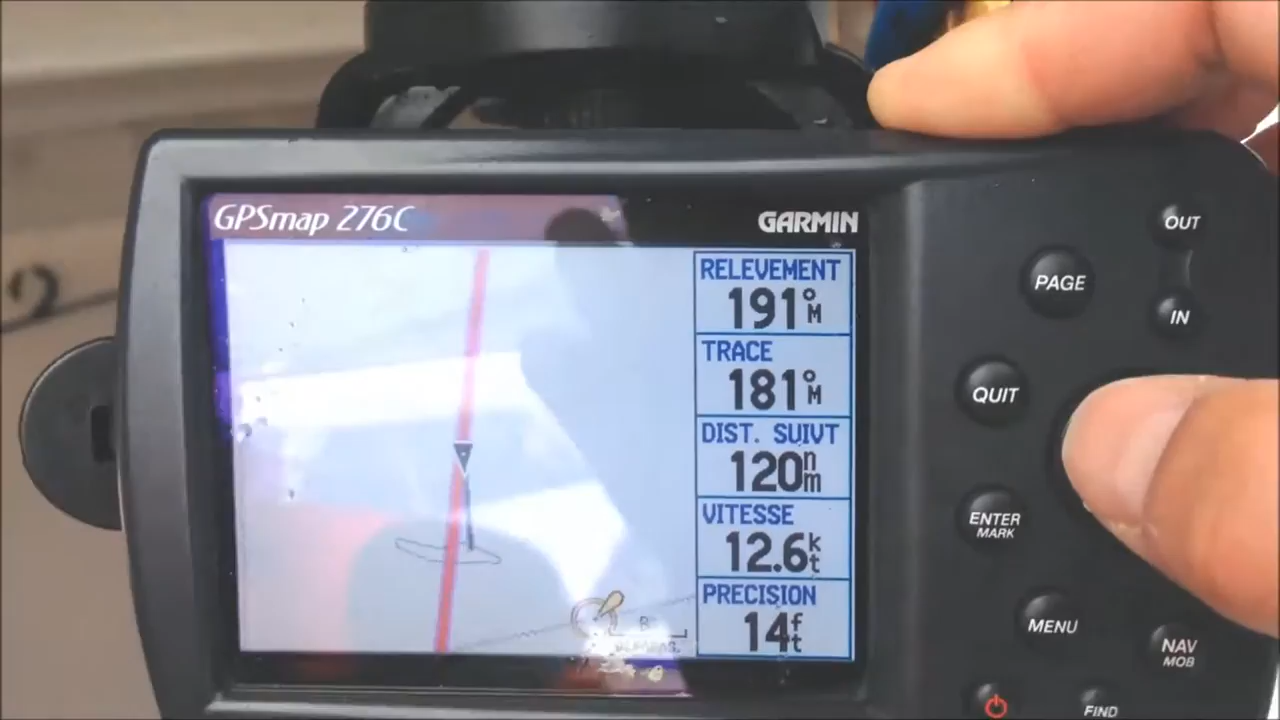 GPSmap 276C GARMIN
RELEVEMENT
191°M
TRACE
181°M
DIST. SUIVT
120nm
VITESSE
12.6kt
PRECISION
14ft
8
OUT
PAGE
IN
QUIT
ENTER
MARK
MENU
NAV
MOB
FIND